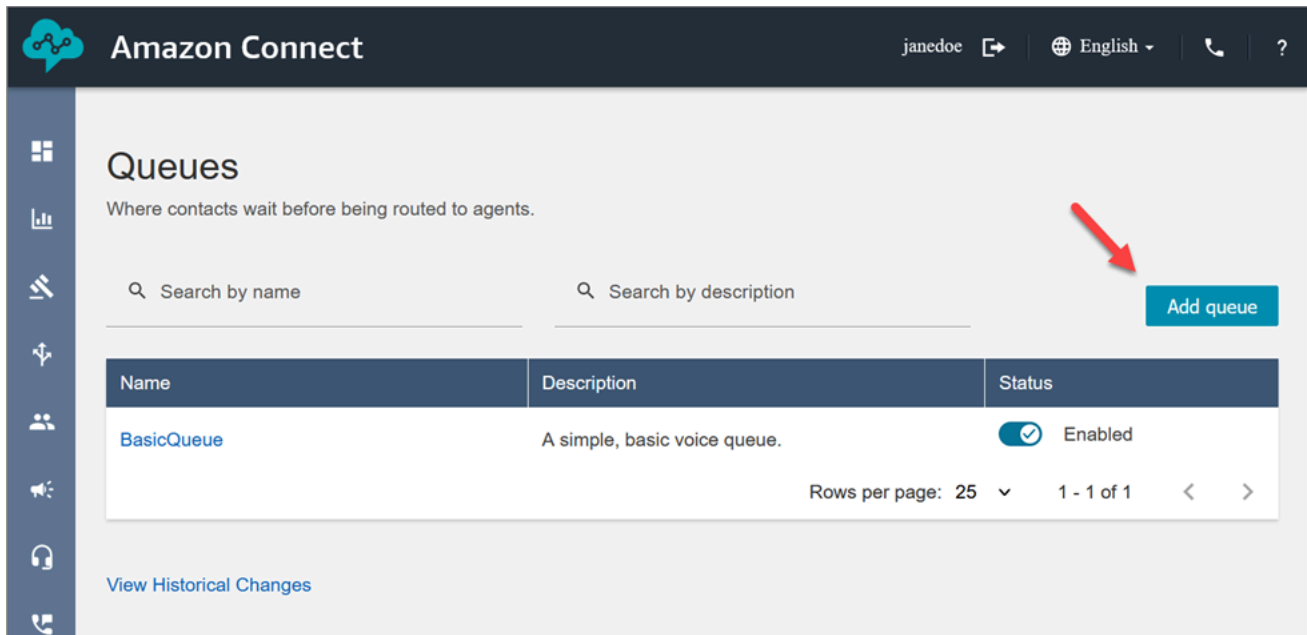 Amazon Connect
janedoe English ?
Queues
Where contacts wait before being routed to agents.
Search by name Search by description Add queue
Name Description Status
BasicQueue A simple, basic voice queue. Enabled
Rows per page: 25 1 - 1 of 1
View Historical Changes